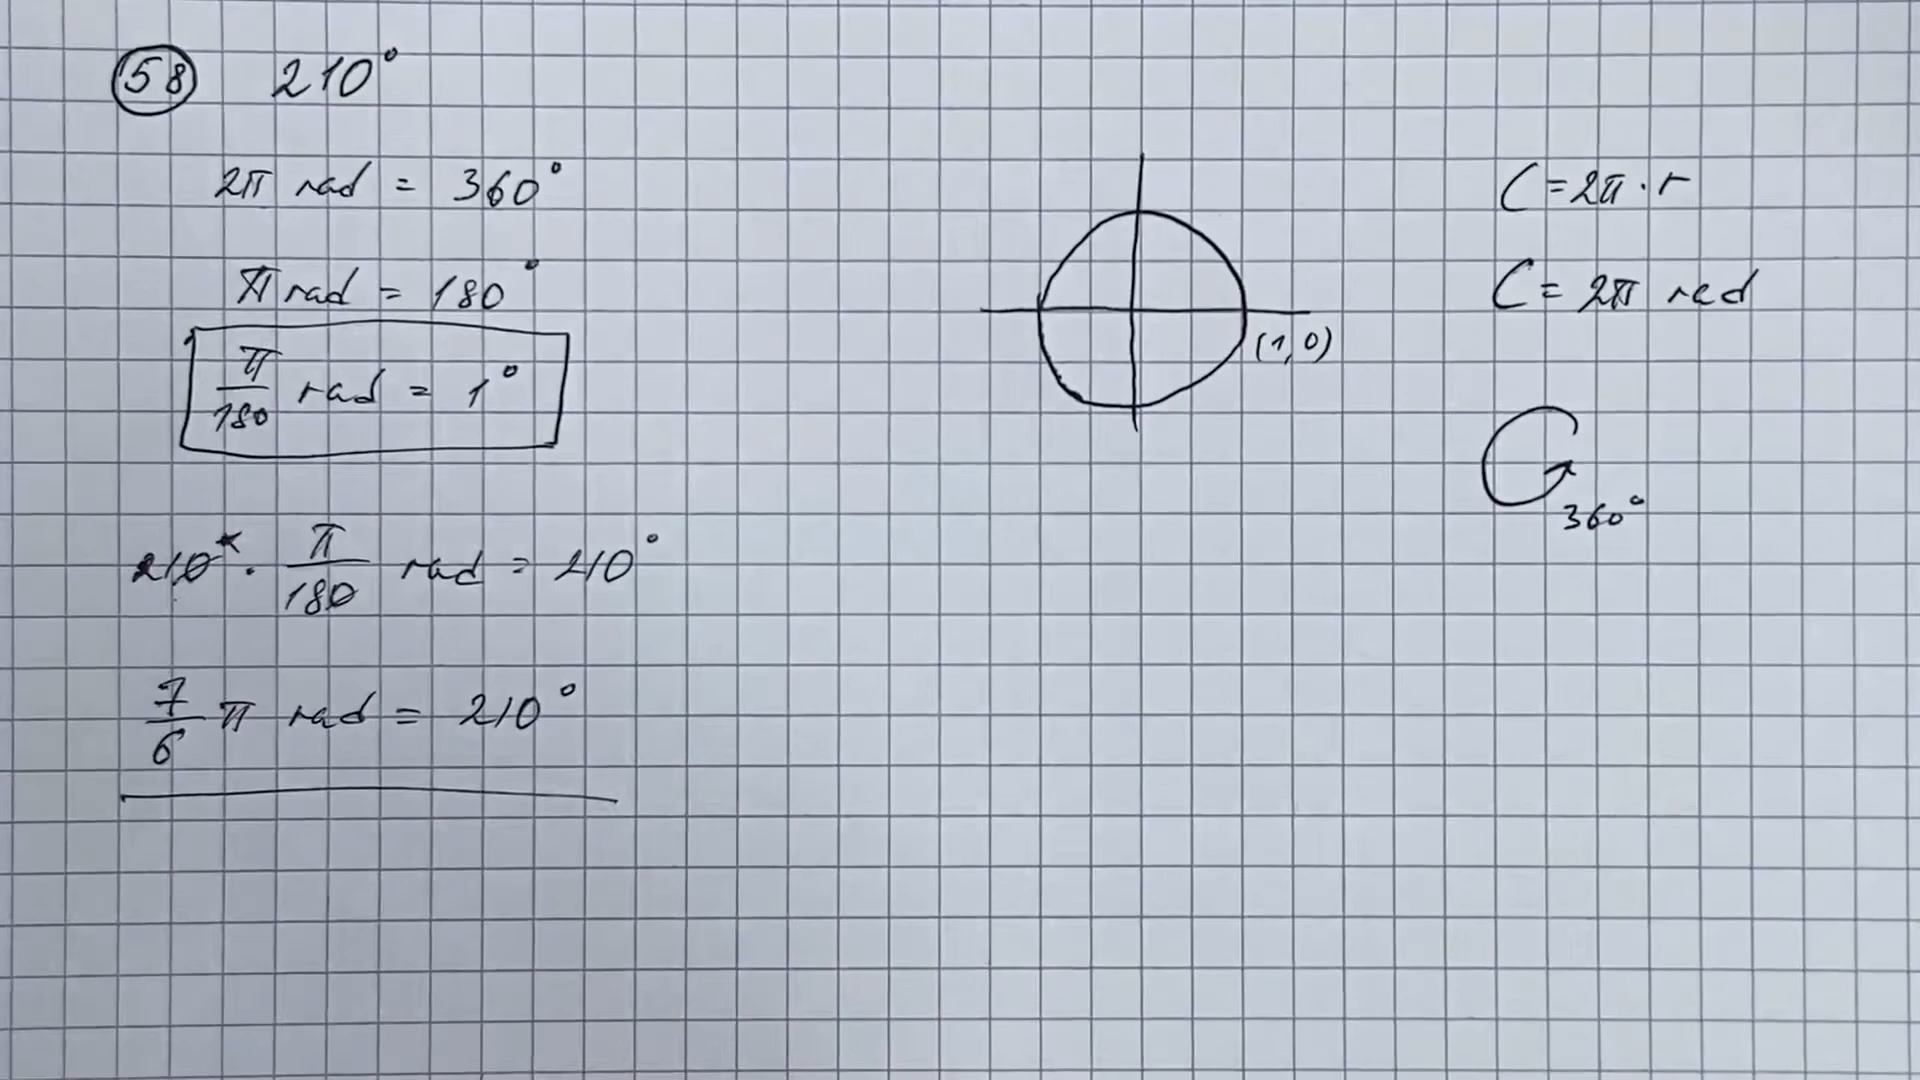 58 210°
2π rad = 360°
π rad = 180°
π/180 rad = 1°
210 · π/180 rad = 210°
7/6 π rad = 210°
(1,0)
C = 2π · r
C = 2π rad
360°